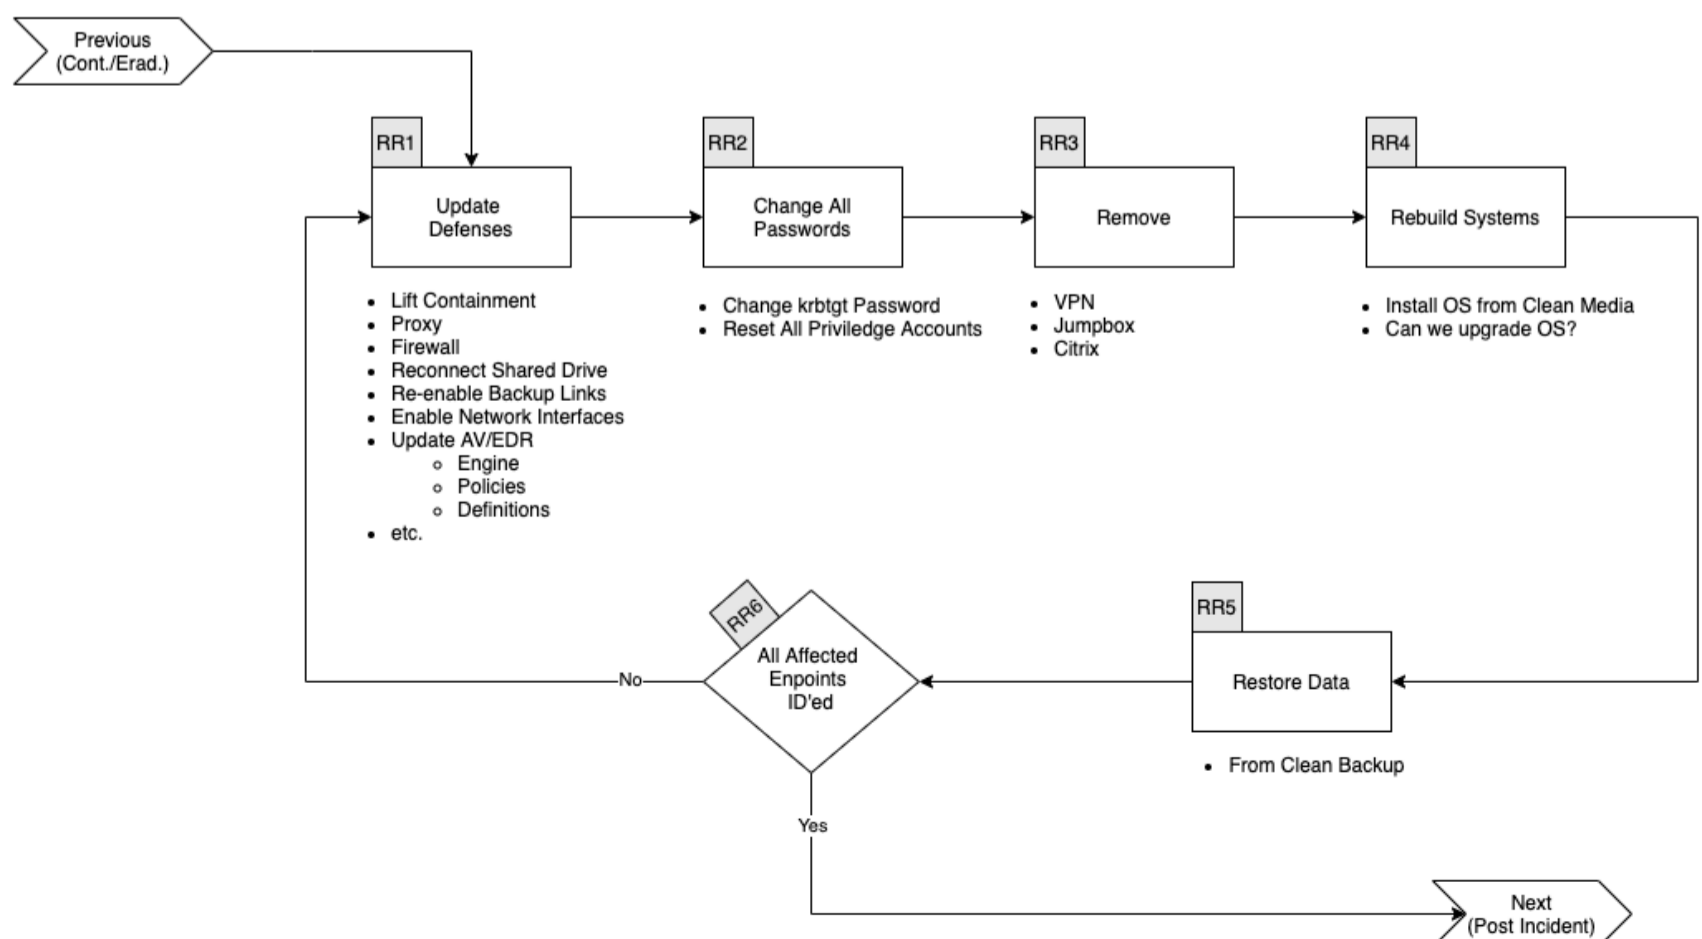 Previous
(Cont./Erad.)
RR1
Update
Defenses
• Lift Containment
• Proxy
• Firewall
• Reconnect Shared Drive
• Re-enable Backup Links
• Enable Network Interfaces
• Update AV/EDR
○ Engine
○ Policies
○ Definitions
• etc.
RR2
Change All
Passwords
• Change krbtgt Password
• Reset All Priviledge Accounts
RR3
Remove
• VPN
• Jumpbox
• Citrix
RR4
Rebuild Systems
• Install OS from Clean Media
• Can we upgrade OS?
RR5
Restore Data
• From Clean Backup
RR6
All Affected
Enpoints
ID'ed
No
Yes
Next
(Post Incident)